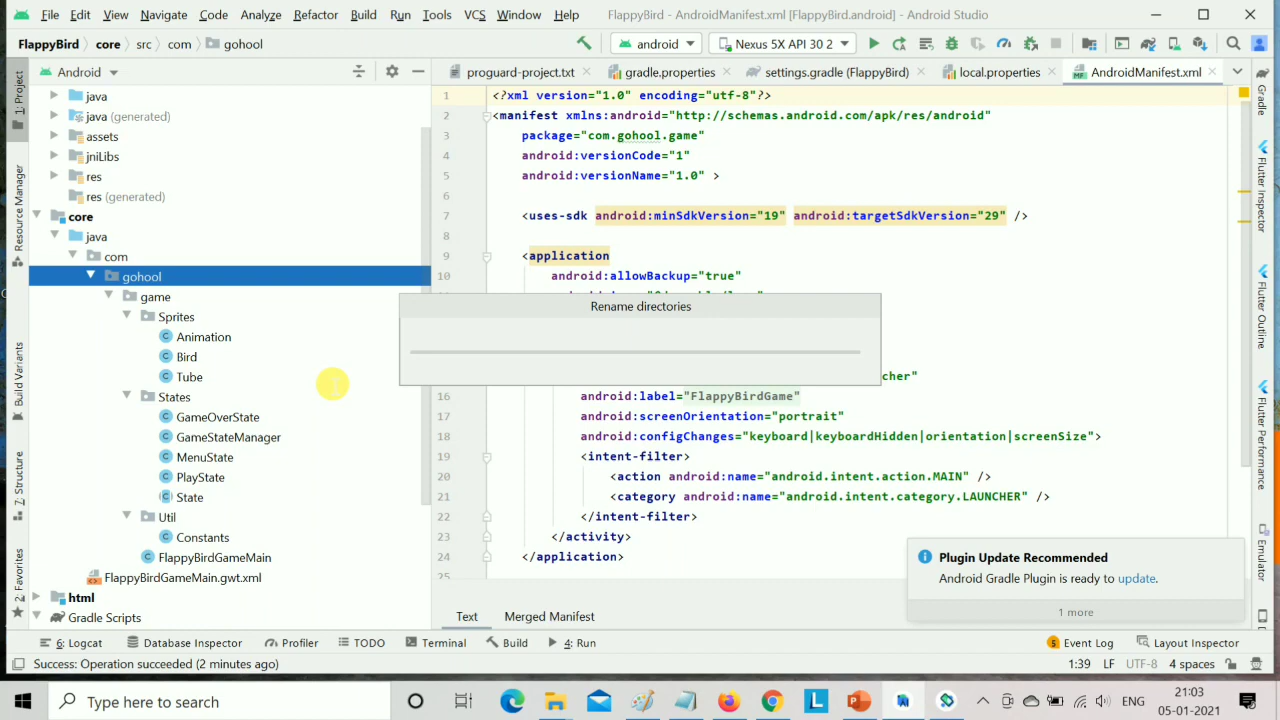 File Edit View Navigate Code Analyze Refactor Build Run Tools VCS Window Help FlappyBird - AndroidManifest.xml [FlappyBird.android] - Android Studio
FlappyBird core src com gohool android Nexus 5X API 30 2
Android
proguard-project.txt gradle.properties settings.gradle (FlappyBird) local.properties AndroidManifest.xml
1: Project
Resource Manager
Build Variants
7: Structure
2: Favorites
java
java (generated)
assets
jniLibs
res
res (generated)
core
java
com
gohool
game
Sprites
Animation
Bird
Tube
States
GameOverState
GameStateManager
MenuState
PlayState
State
Util
Constants
FlappyBirdGameMain
FlappyBirdGameMain.gwt.xml
html
Gradle Scripts
1 <?xml version="1.0" encoding="utf-8"?>
2 <manifest xmlns:android="http://schemas.android.com/apk/res/android"
3 package="com.gohool.game"
4 android:versionCode="1"
5 android:versionName="1.0" >
6
7 <uses-sdk android:minSdkVersion="19" android:targetSdkVersion="29" />
8
9 <application
10 android:allowBackup="true"
Rename directories
cher"
16 android:label="FlappyBirdGame"
17 android:screenOrientation="portrait"
18 android:configChanges="keyboard|keyboardHidden|orientation|screenSize">
19 <intent-filter>
20 <action android:name="android.intent.action.MAIN" />
21 <category android:name="android.intent.category.LAUNCHER" />
22 </intent-filter>
23 </activity>
24 </application>
25
Gradle
Flutter Inspector
Flutter Outline
Flutter Performance
Emulator
Plugin Update Recommended
Android Gradle Plugin is ready to update.
1 more
Text Merged Manifest
6: Logcat Database Inspector Profiler TODO Terminal Build 4: Run 5 Event Log Layout Inspector
Success: Operation succeeded (2 minutes ago) 1:39 LF UTF-8 4 spaces
Type here to search
ENG
21:03
05-01-2021